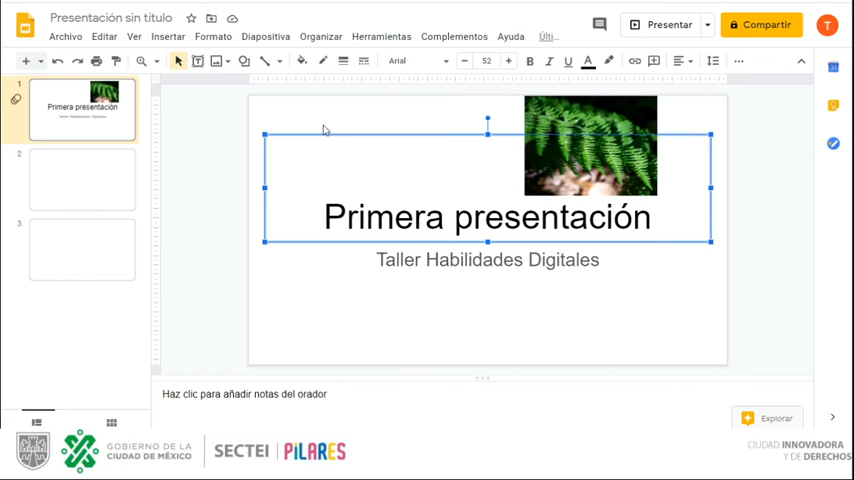 Presentación sin título
Archivo Editar Ver Insertar Formato Diapositiva Organizar Herramientas Complementos Ayuda Últi...
Presentar
Compartir
T
Arial
52
B I U A
31
1
Primera presentación
Taller Habilidades Digitales
2
3
Primera presentación
Taller Habilidades Digitales
Haz clic para añadir notas del orador
Explorar
GOBIERNO DE LA
CIUDAD DE MÉXICO
SECTEI
PILARES
CIUDAD INNOVADORA
Y DE DERECHOS